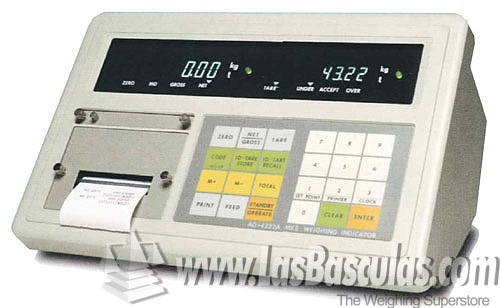 0.00 kg t
43.22 kg t
ZERO MD GROSS NET TARE UNDER ACCEPT OVER
ZERO NET GROSS TARE
CODE ID-TARE STORE ID-TARE RECALL
M+ M- TOTAL
PRINT FEED STANDBY OPERATE
7 8 9
4 5 6
1 2 3
SET POINT PRINTER CLOCK
0 CLEAR ENTER
AD-4322A MKII WEIGHING INDICATOR
www.lasBasculas.com
The Weighing Superstore